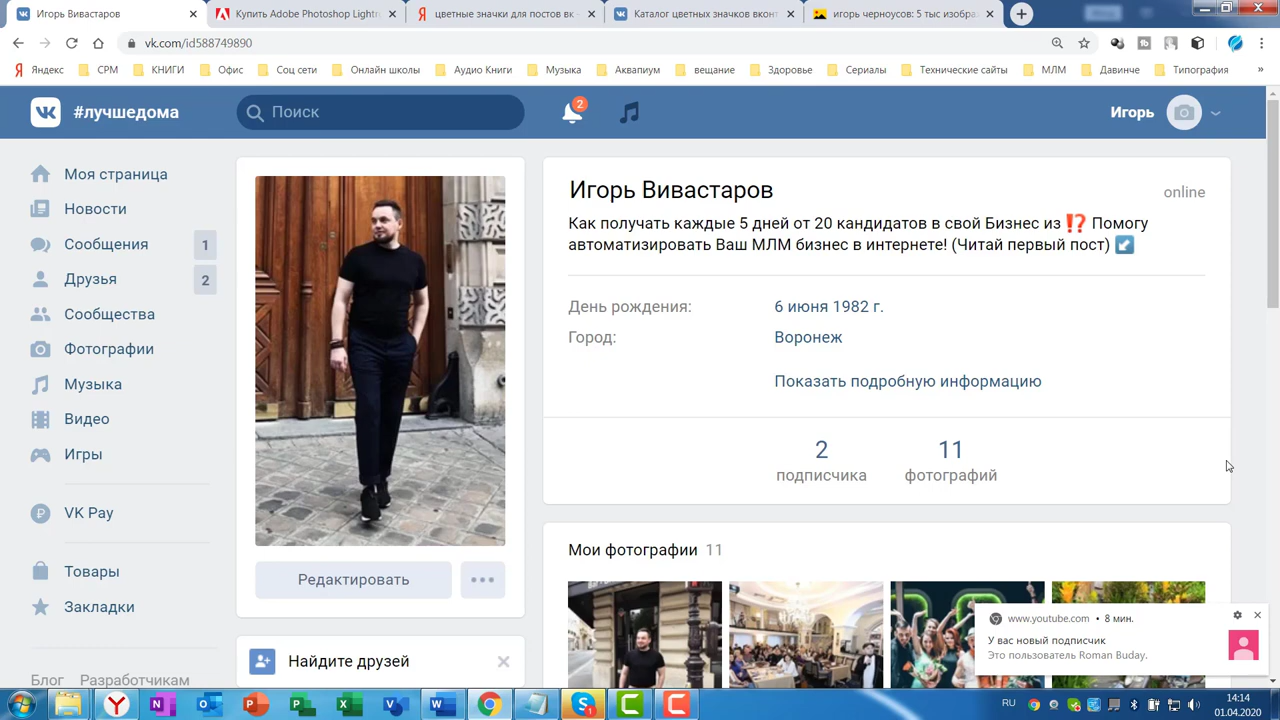 Игорь Вивастаров
Купить Adobe Photoshop Lightr
цветные значки для постов вк -
Каталог цветных значков вконт
игорь черноусов: 5 тыс изобра
vk.com/id588749890
Яндекс
СРМ
КНИГИ
Офис
Соц сети
Онлайн школы
Аудио Книги
Музыка
Аквапиум
вещание
Здоровье
Сериалы
Технические сайты
МЛМ
Давинче
Типография
»
#лучшедома
Поиск
2
Игорь
Моя страница
Новости
Сообщения 1
Друзья 2
Сообщества
Фотографии
Музыка
Видео
Игры
VK Pay
Товары
Закладки
Блог Разработчикам
Редактировать
Найдите друзей
Игорь Вивастаров
online
Как получать каждые 5 дней от 20 кандидатов в свой Бизнес из ⁉ Помогу
автоматизировать Ваш МЛМ бизнес в интернете! (Читай первый пост) ↙
День рождения: 6 июня 1982 г.
Город: Воронеж
Показать подробную информацию
2 11
подписчика фотографий
Мои фотографии 11
www.youtube.com • 8 мин.
У вас новый подписчик
Это пользователь Roman Buday.
RU
14:14
01.04.2020